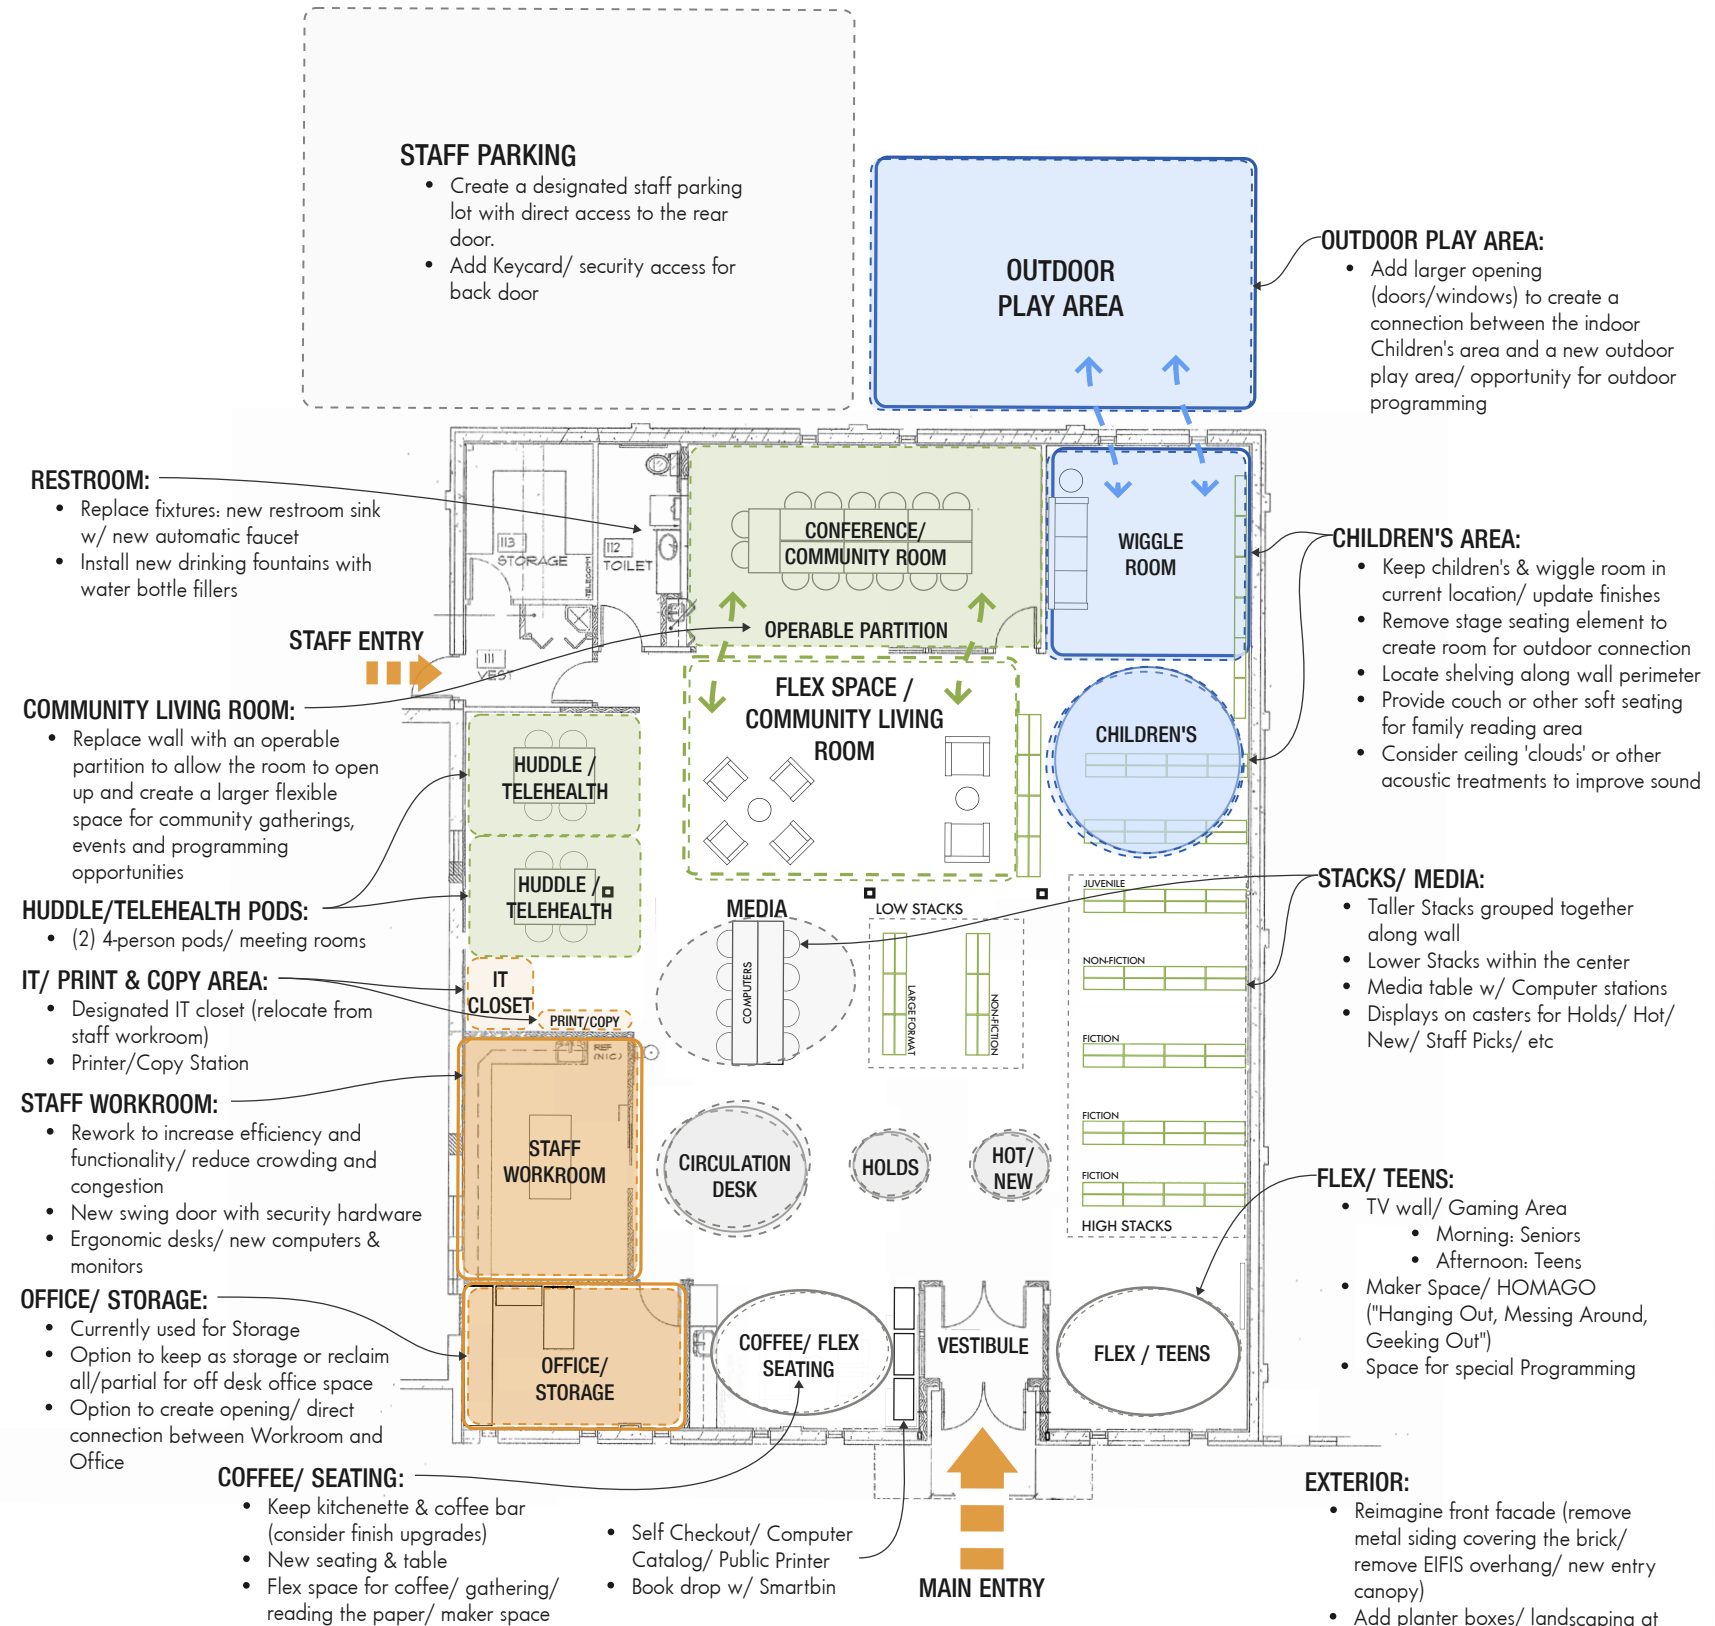 STAFF PARKING
• Create a designated staff parking
lot with direct access to the rear
door.
• Add Keycard/ security access for
back door
OUTDOOR
PLAY AREA
OUTDOOR PLAY AREA:
• Add larger opening
(doors/windows) to create a
connection between the indoor
Children's area and a new outdoor
play area/ opportunity for outdoor
programming
RESTROOM:
• Replace fixtures: new restroom sink
w/ new automatic faucet
• Install new drinking fountains with
water bottle fillers
STAFF ENTRY
COMMUNITY LIVING ROOM:
• Replace wall with an operable
partition to allow the room to open
up and create a larger flexible
space for community gatherings,
events and programming
opportunities
HUDDLE/TELEHEALTH PODS:
• (2) 4-person pods/ meeting rooms
IT/ PRINT & COPY AREA:
• Designated IT closet (relocate from
staff workroom)
• Printer/Copy Station
STAFF WORKROOM:
• Rework to increase efficiency and
functionality/ reduce crowding and
congestion
• New swing door with security hardware
• Ergonomic desks/ new computers &
monitors
OFFICE/ STORAGE:
• Currently used for Storage
• Option to keep as storage or reclaim
all/partial for off desk office space
• Option to create opening/ direct
connection between Workroom and
Office
113
STORAGE
TELECOMM
112
TOILET
111
VEST
CONFERENCE/
COMMUNITY ROOM
OPERABLE PARTITION
WIGGLE
ROOM
FLEX SPACE /
COMMUNITY LIVING
ROOM
CHILDREN'S
HUDDLE /
TELEHEALTH
HUDDLE /
TELEHEALTH
IT
CLOSET
PRINT/COPY
REF
(NIC)
MEDIA
COMPUTERS
LOW STACKS
LARGE FORMAT
NON-FICTION
JUVENILE
NON-FICTION
FICTION
FICTION
FICTION
HIGH STACKS
STAFF
WORKROOM
CIRCULATION
DESK
HOLDS
HOT/
NEW
OFFICE/
STORAGE
COFFEE/ FLEX
SEATING
VESTIBULE
FLEX / TEENS
CHILDREN'S AREA:
• Keep children's & wiggle room in
current location/ update finishes
• Remove stage seating element to
create room for outdoor connection
• Locate shelving along wall perimeter
• Provide couch or other soft seating
for family reading area
• Consider ceiling 'clouds' or other
acoustic treatments to improve sound
STACKS/ MEDIA:
• Taller Stacks grouped together
along wall
• Lower Stacks within the center
• Media table w/ Computer stations
• Displays on casters for Holds/ Hot/
New/ Staff Picks/ etc
FLEX/ TEENS:
• TV wall/ Gaming Area
• Morning: Seniors
• Afternoon: Teens
• Maker Space/ HOMAGO
("Hanging Out, Messing Around,
Geeking Out")
• Space for special Programming
COFFEE/ SEATING:
• Keep kitchenette & coffee bar
(consider finish upgrades)
• New seating & table
• Flex space for coffee/ gathering/
reading the paper/ maker space
• Self Checkout/ Computer
Catalog/ Public Printer
• Book drop w/ Smartbin
MAIN ENTRY
EXTERIOR:
• Reimagine front facade (remove
metal siding covering the brick/
remove EIFIS overhang/ new entry
canopy)
• Add planter boxes/ landscaping at